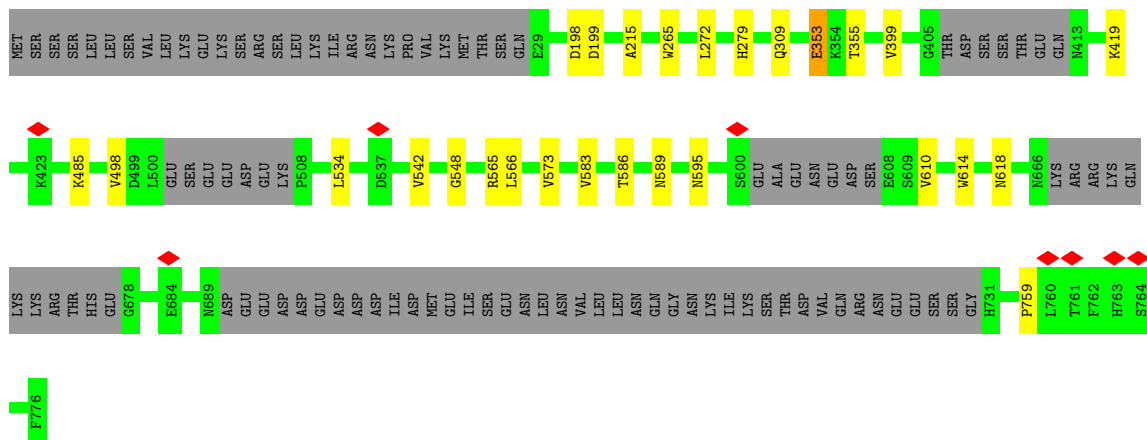 MET SER SER SER LEU LEU SER VAL LEU LYS GLU LYS SER ARG SER LEU LYS ILE ARG ASN LYS PRO VAL LYS MET THR SER GLN E29 D198 D199 A215 W265 L272 H279 Q309 E353 K354 T355 V399 G405 THR ASP SER SER THR GLU GLN N413 K419
K423 K485 V498 D499 L500 GLU SER GLU GLU ASP GLU LYS P508 L534 D537 V542 G548 R565 L566 V573 V583 T586 N589 N595 S600 GLU ALA GLU ASN GLU ASP SER E608 S609 V610 W614 N618 N666 LYS ARG ARG LYS GLN
LYS LYS ARG THR HIS GLU G678 E684 N689 ASP GLU GLU ASP ASP GLU ASP ASP ASP ILE ASP MET GLU ILE SER GLU ASN LEU ASN VAL LEU LEU ASN GLN GLY ASN LYS ILE LYS SER THR ASP VAL GLN ARG ASN GLU GLU SER SER GLY H731 P759 L760 T761 F762 H763 S764
F776